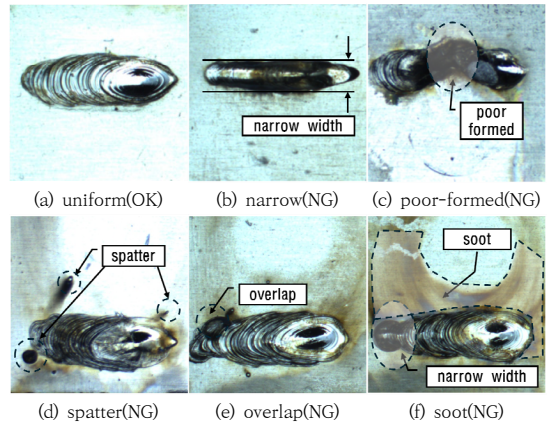 narrow width
poor
formed
(a) uniform(OK)
(b) narrow(NG)
(c) poor-formed(NG)
spatter
overlap
soot
narrow width
(d) spatter(NG)
(e) overlap(NG)
(f) soot(NG)